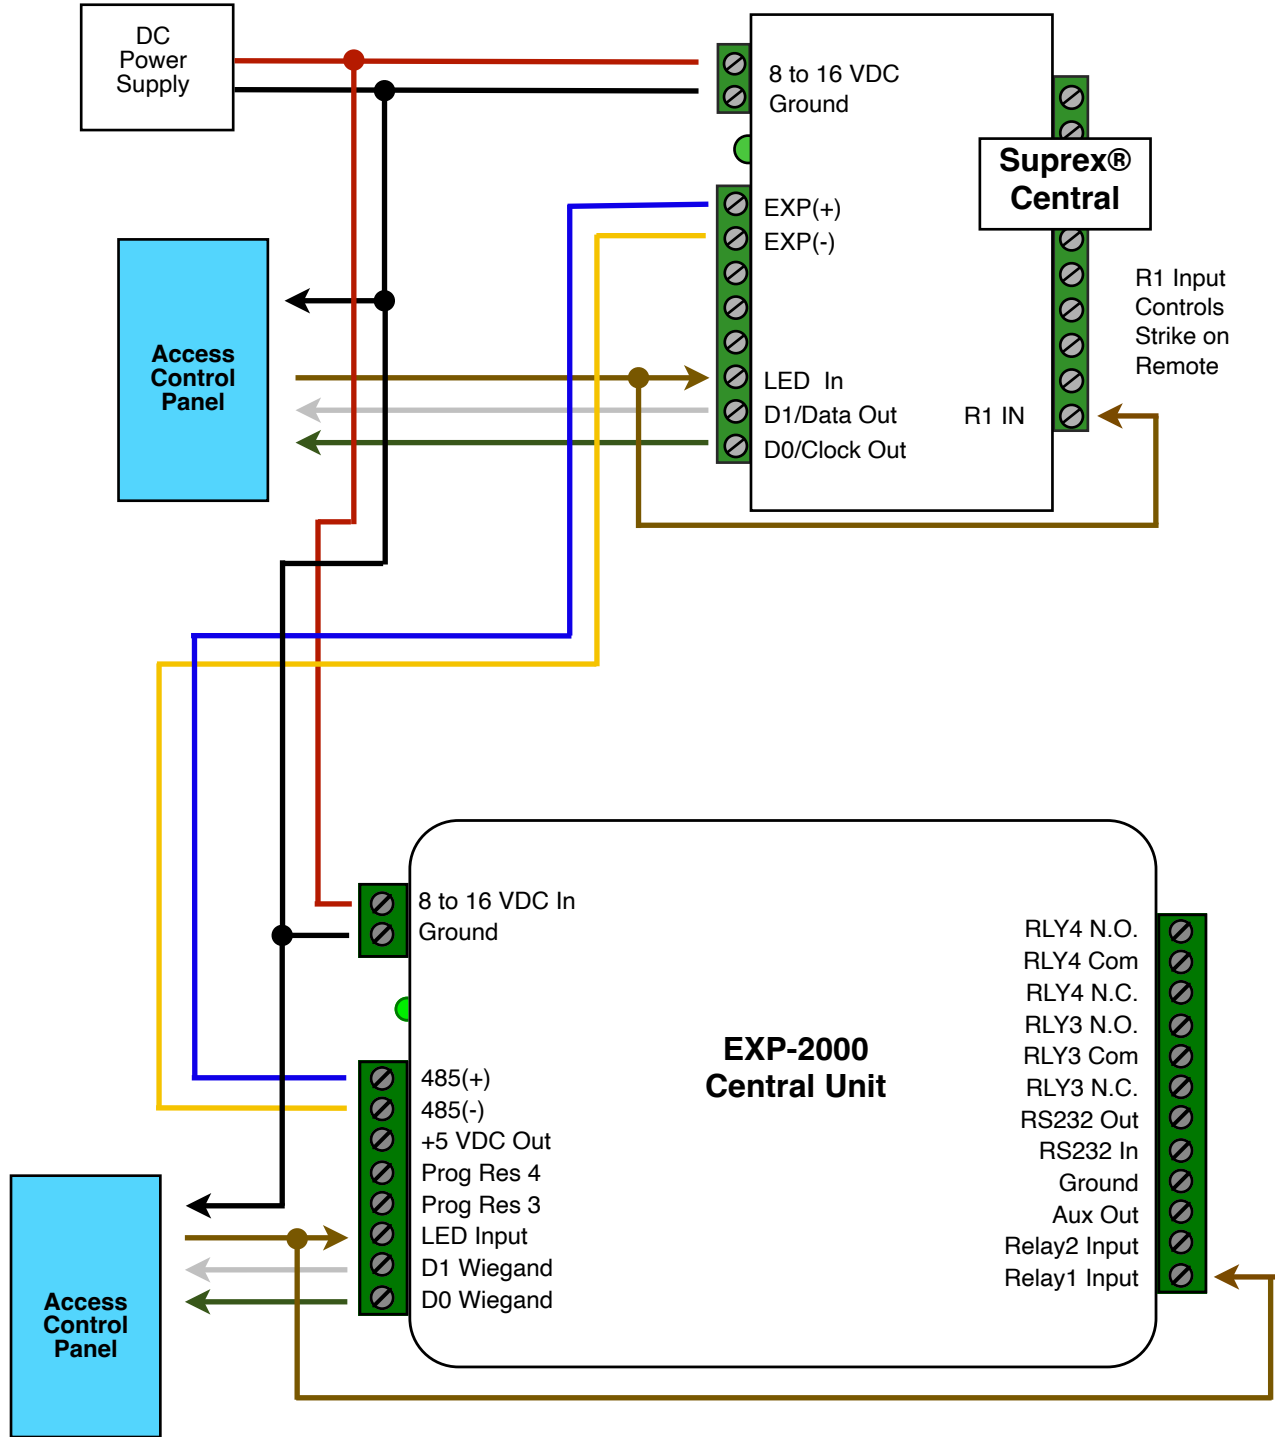 DC
Power
Supply
8 to 16 VDC
Ground
Suprex®
Central
EXP(+)
EXP(-)
R1 Input
Controls
Strike on
Remote
Access
Control
Panel
LED In
D1/Data Out
R1 IN
D0/Clock Out
8 to 16 VDC In
Ground
EXP-2000
Central Unit
485(+)
485(-)
+5 VDC Out
Prog Res 4
Prog Res 3
LED Input
D1 Wiegand
D0 Wiegand
RLY4 N.O.
RLY4 Com
RLY4 N.C.
RLY3 N.O.
RLY3 Com
RLY3 N.C.
RS232 Out
RS232 In
Ground
Aux Out
Relay2 Input
Relay1 Input
Access
Control
Panel